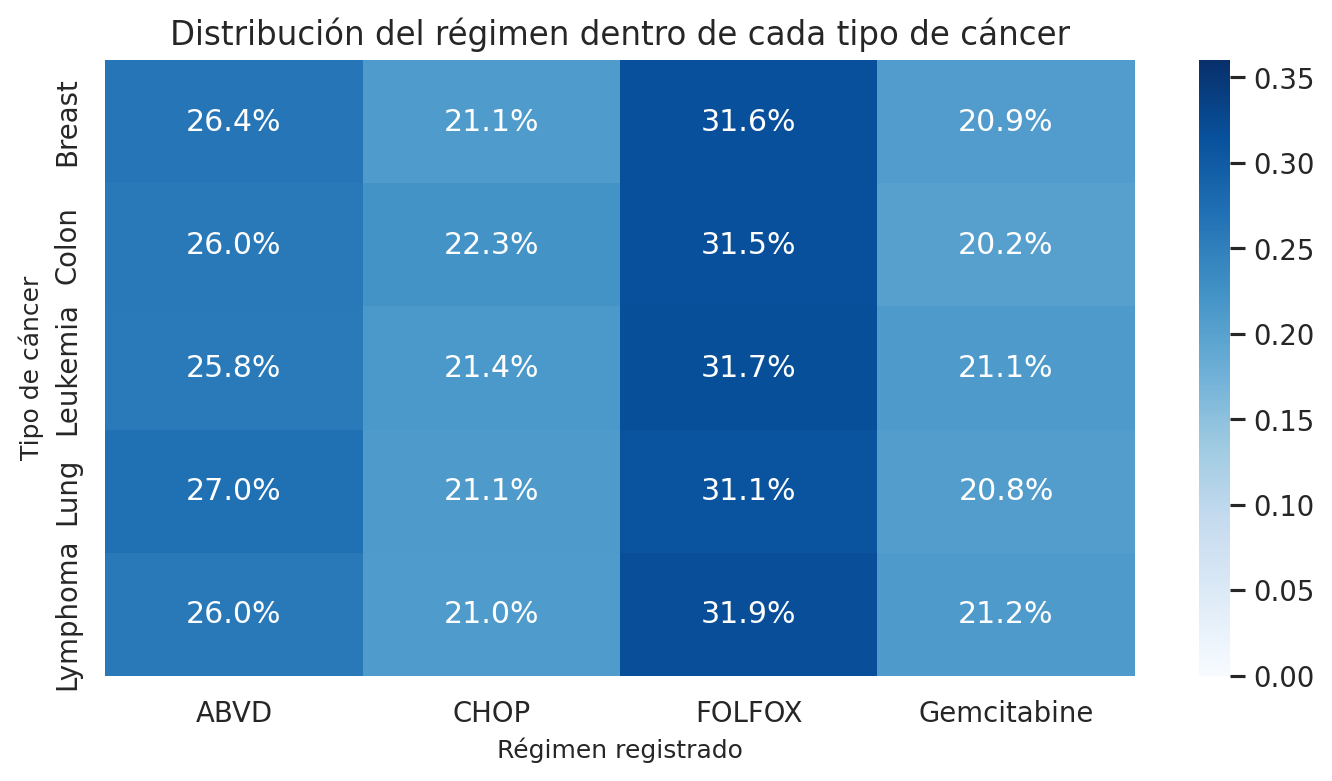 Distribución del régimen dentro de cada tipo de cáncer
Tipo de cáncer
Breast
26.4% 21.1% 31.6% 20.9%
Colon
26.0% 22.3% 31.5% 20.2%
Leukemia
25.8% 21.4% 31.7% 21.1%
Lung
27.0% 21.1% 31.1% 20.8%
Lymphoma
26.0% 21.0% 31.9% 21.2%
ABVD CHOP FOLFOX Gemcitabine
Régimen registrado
0.35
0.30
0.25
0.20
0.15
0.10
0.05
0.00